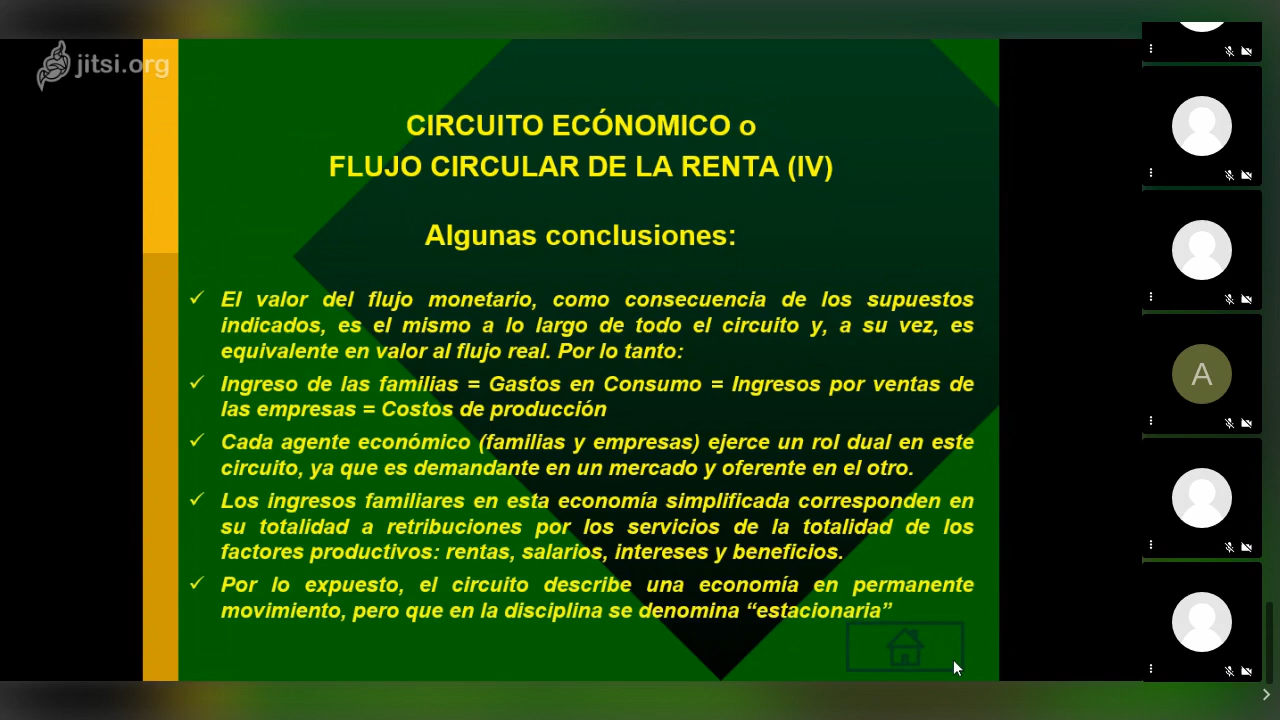 jitsi.org
CIRCUITO ECÓNOMICO o
FLUJO CIRCULAR DE LA RENTA (IV)
Algunas conclusiones:
✓ El valor del flujo monetario, como consecuencia de los supuestos
indicados, es el mismo a lo largo de todo el circuito y, a su vez, es
equivalente en valor al flujo real. Por lo tanto:
✓ Ingreso de las familias = Gastos en Consumo = Ingresos por ventas de
las empresas = Costos de producción
✓ Cada agente económico (familias y empresas) ejerce un rol dual en este
circuito, ya que es demandante en un mercado y oferente en el otro.
✓ Los ingresos familiares en esta economía simplificada corresponden en
su totalidad a retribuciones por los servicios de la totalidad de los
factores productivos: rentas, salarios, intereses y beneficios.
✓ Por lo expuesto, el circuito describe una economía en permanente
movimiento, pero que en la disciplina se denomina “estacionaria”
A